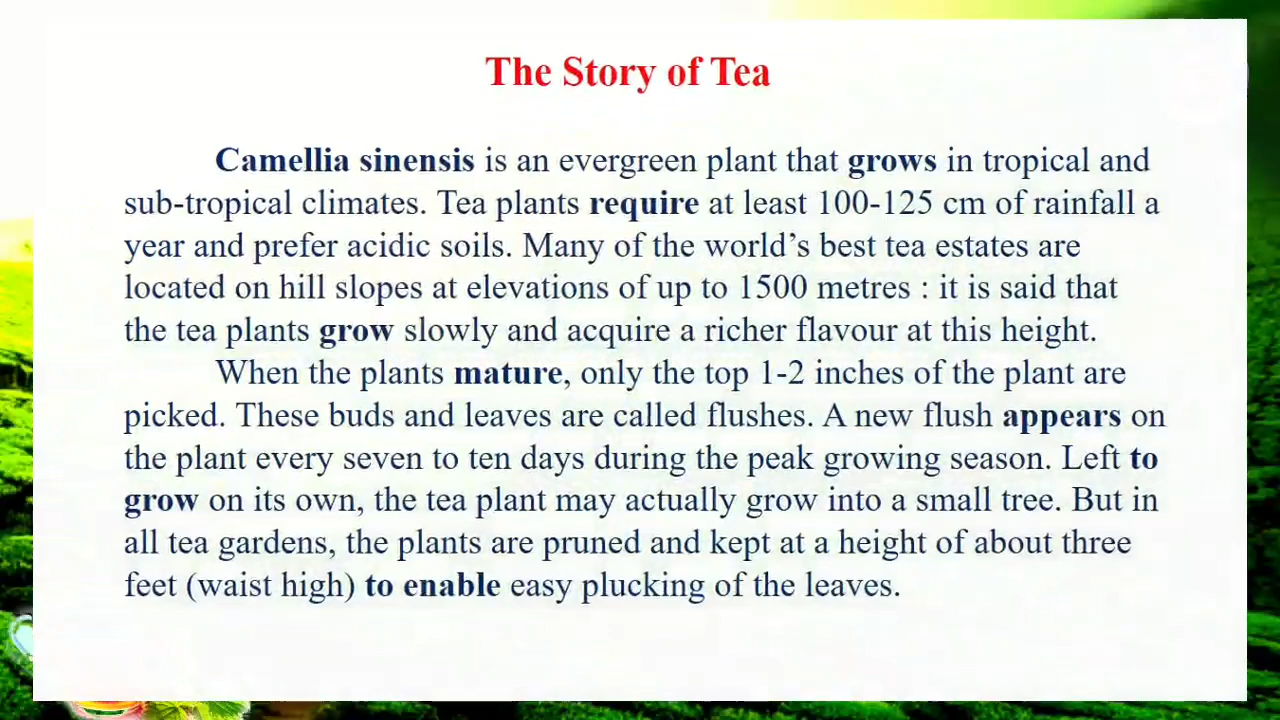 The Story of Tea
Camellia sinensis is an evergreen plant that grows in tropical and
sub-tropical climates. Tea plants require at least 100-125 cm of rainfall a
year and prefer acidic soils. Many of the world’s best tea estates are
located on hill slopes at elevations of up to 1500 metres : it is said that
the tea plants grow slowly and acquire a richer flavour at this height.
When the plants mature, only the top 1-2 inches of the plant are
picked. These buds and leaves are called flushes. A new flush appears on
the plant every seven to ten days during the peak growing season. Left to
grow on its own, the tea plant may actually grow into a small tree. But in
all tea gardens, the plants are pruned and kept at a height of about three
feet (waist high) to enable easy plucking of the leaves.